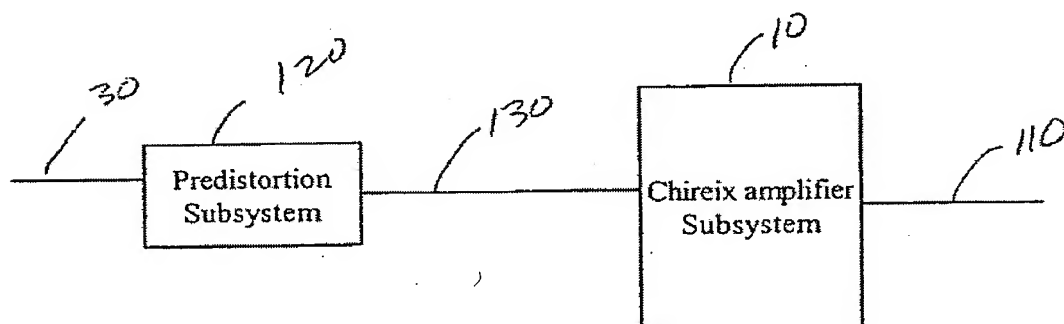 30
120
10
130
110
Predistortion
Subsystem
Chireix amplifier
Subsystem